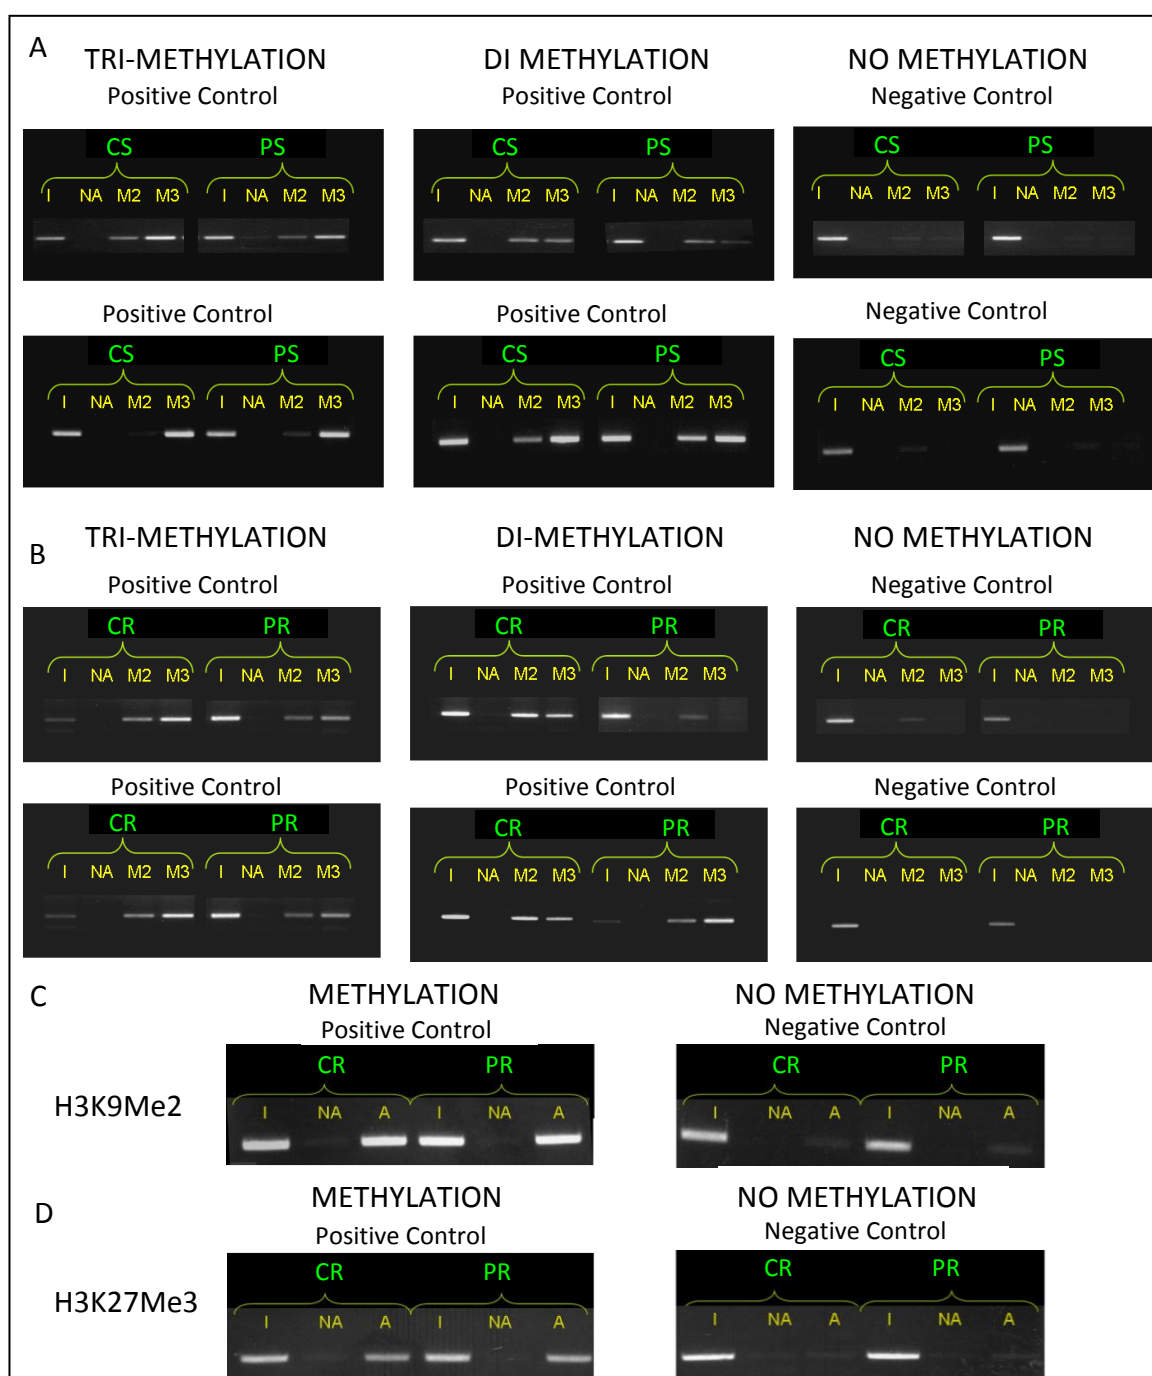 A
TRI-METHYLATION DI METHYLATION NO METHYLATION
Positive Control Positive Control Negative Control
CS PS CS PS CS PS
I NA M2 M3 I NA M2 M3 I NA M2 M3 I NA M2 M3 I NA M2 M3 I NA M2 M3
Positive Control Positive Control Negative Control
CS PS CS PS CS PS
I NA M2 M3 I NA M2 M3 I NA M2 M3 I NA M2 M3 I NA M2 M3 I NA M2 M3
B
TRI-METHYLATION DI-METHYLATION NO METHYLATION
Positive Control Positive Control Negative Control
CR PR CR PR CR PR
I NA M2 M3 I NA M2 M3 I NA M2 M3 I NA M2 M3 I NA M2 M3 I NA M2 M3
Positive Control Positive Control Negative Control
CR PR CR PR CR PR
I NA M2 M3 I NA M2 M3 I NA M2 M3 I NA M2 M3 I NA M2 M3 I NA M2 M3
C
METHYLATION NO METHYLATION
Positive Control Negative Control
CR PR CR PR
H3K9Me2
I NA A I NA A I NA A I NA A
D
METHYLATION NO METHYLATION
Positive Control Negative Control
CR PR CR PR
H3K27Me3
I NA A I NA A I NA A I NA A